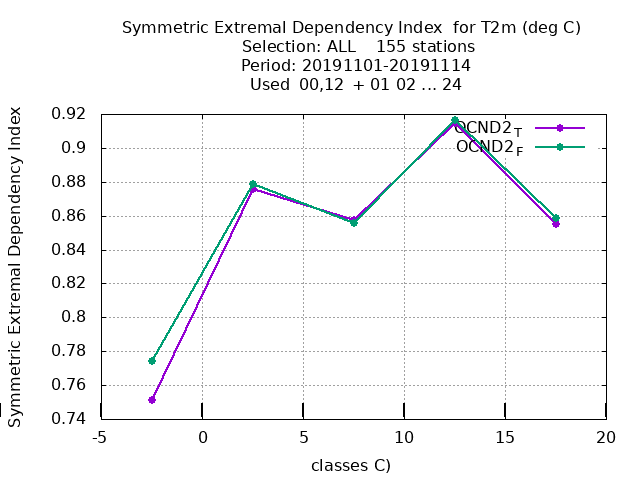 Symmetric Extremal Dependency Index  for T2m (deg C)
Selection: ALL    155 stations
Period: 20191101-20191114
Used  00,12  + 01 02 ... 24
Symmetric Extremal Dependency Index
0.92
0.9
0.88
0.86
0.84
0.82
0.8
0.78
0.76
0.74
OCND2T
OCND2F
-5
0
5
10
15
20
classes C)